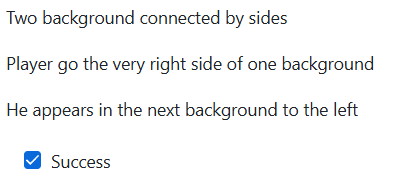 Two background connected by sides
Player go the very right side of one background
He appears in the next background to the left
Success